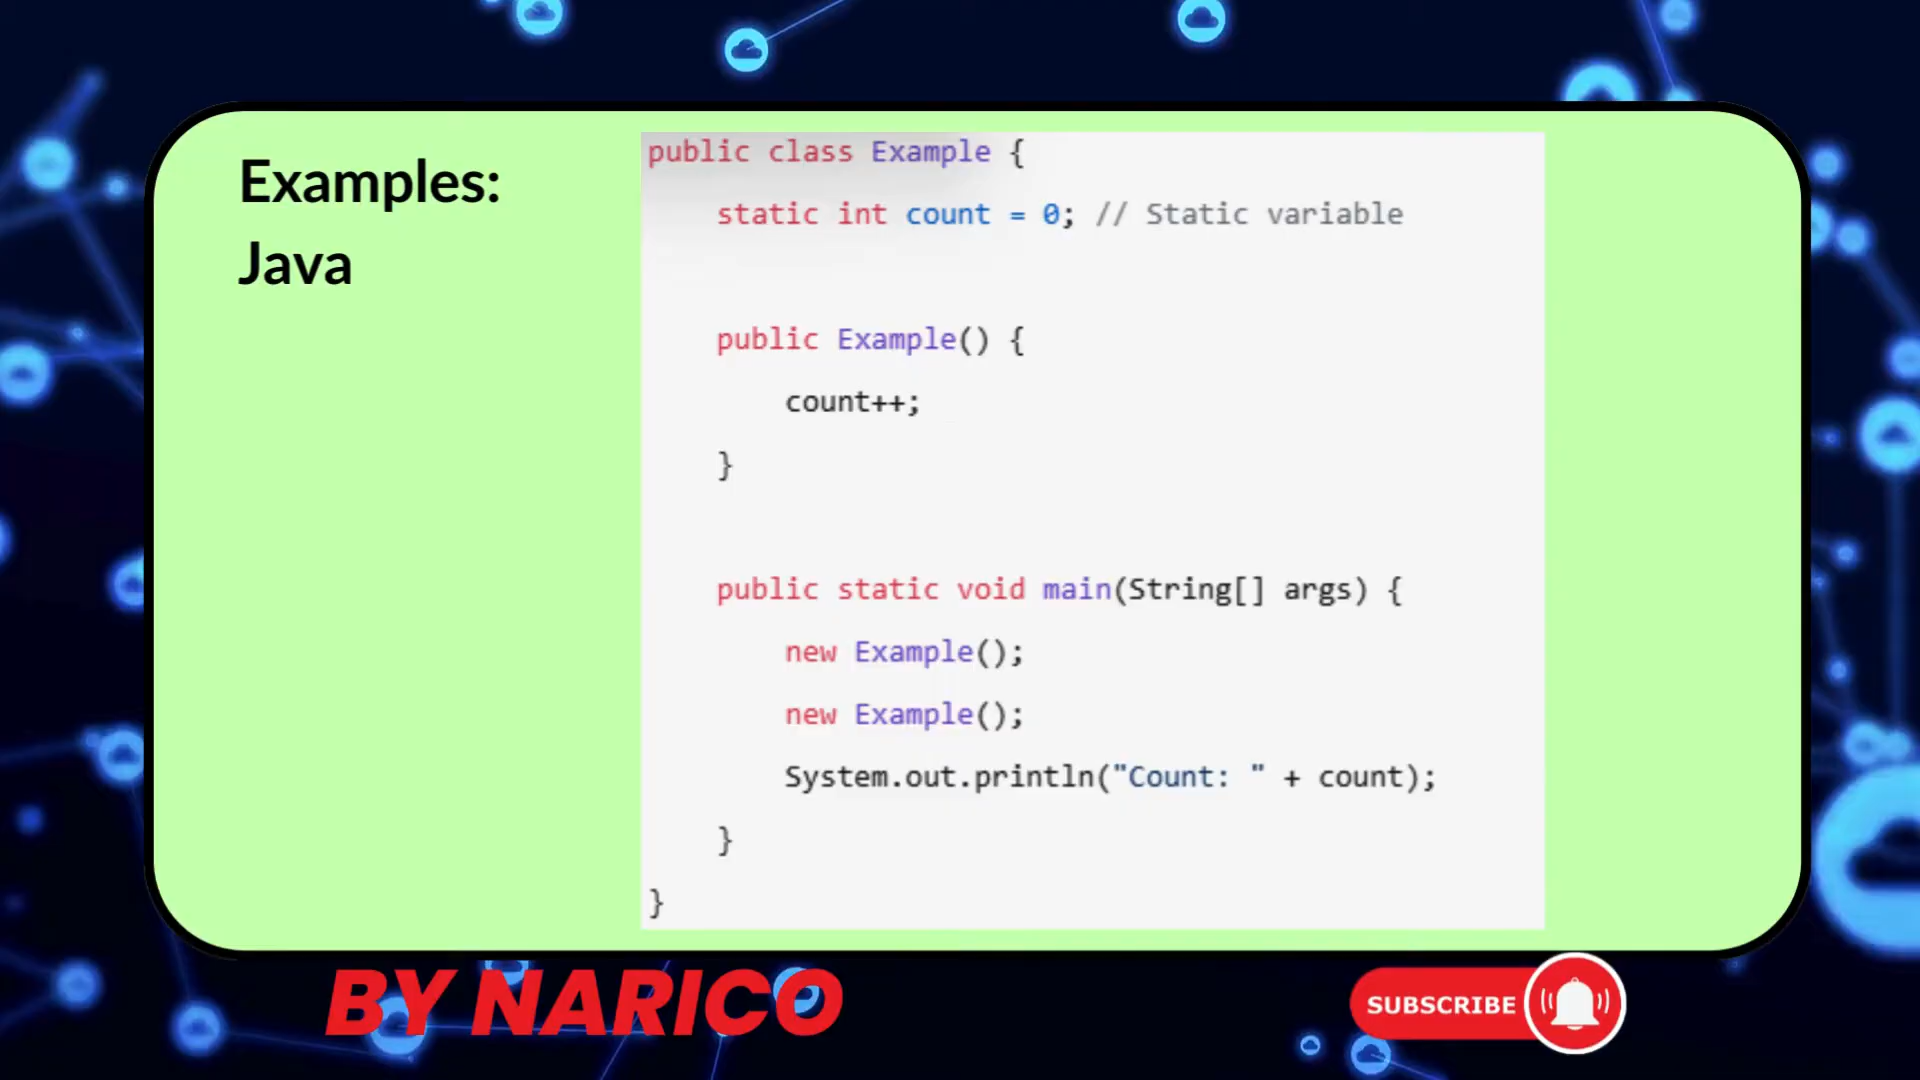 Examples:
Java
public class Example {
static int count = 0; // Static variable
public Example() {
count++;
}
public static void main(String[] args) {
new Example();
new Example();
System.out.println("Count: " + count);
}
}
BY NARICO
SUBSCRIBE